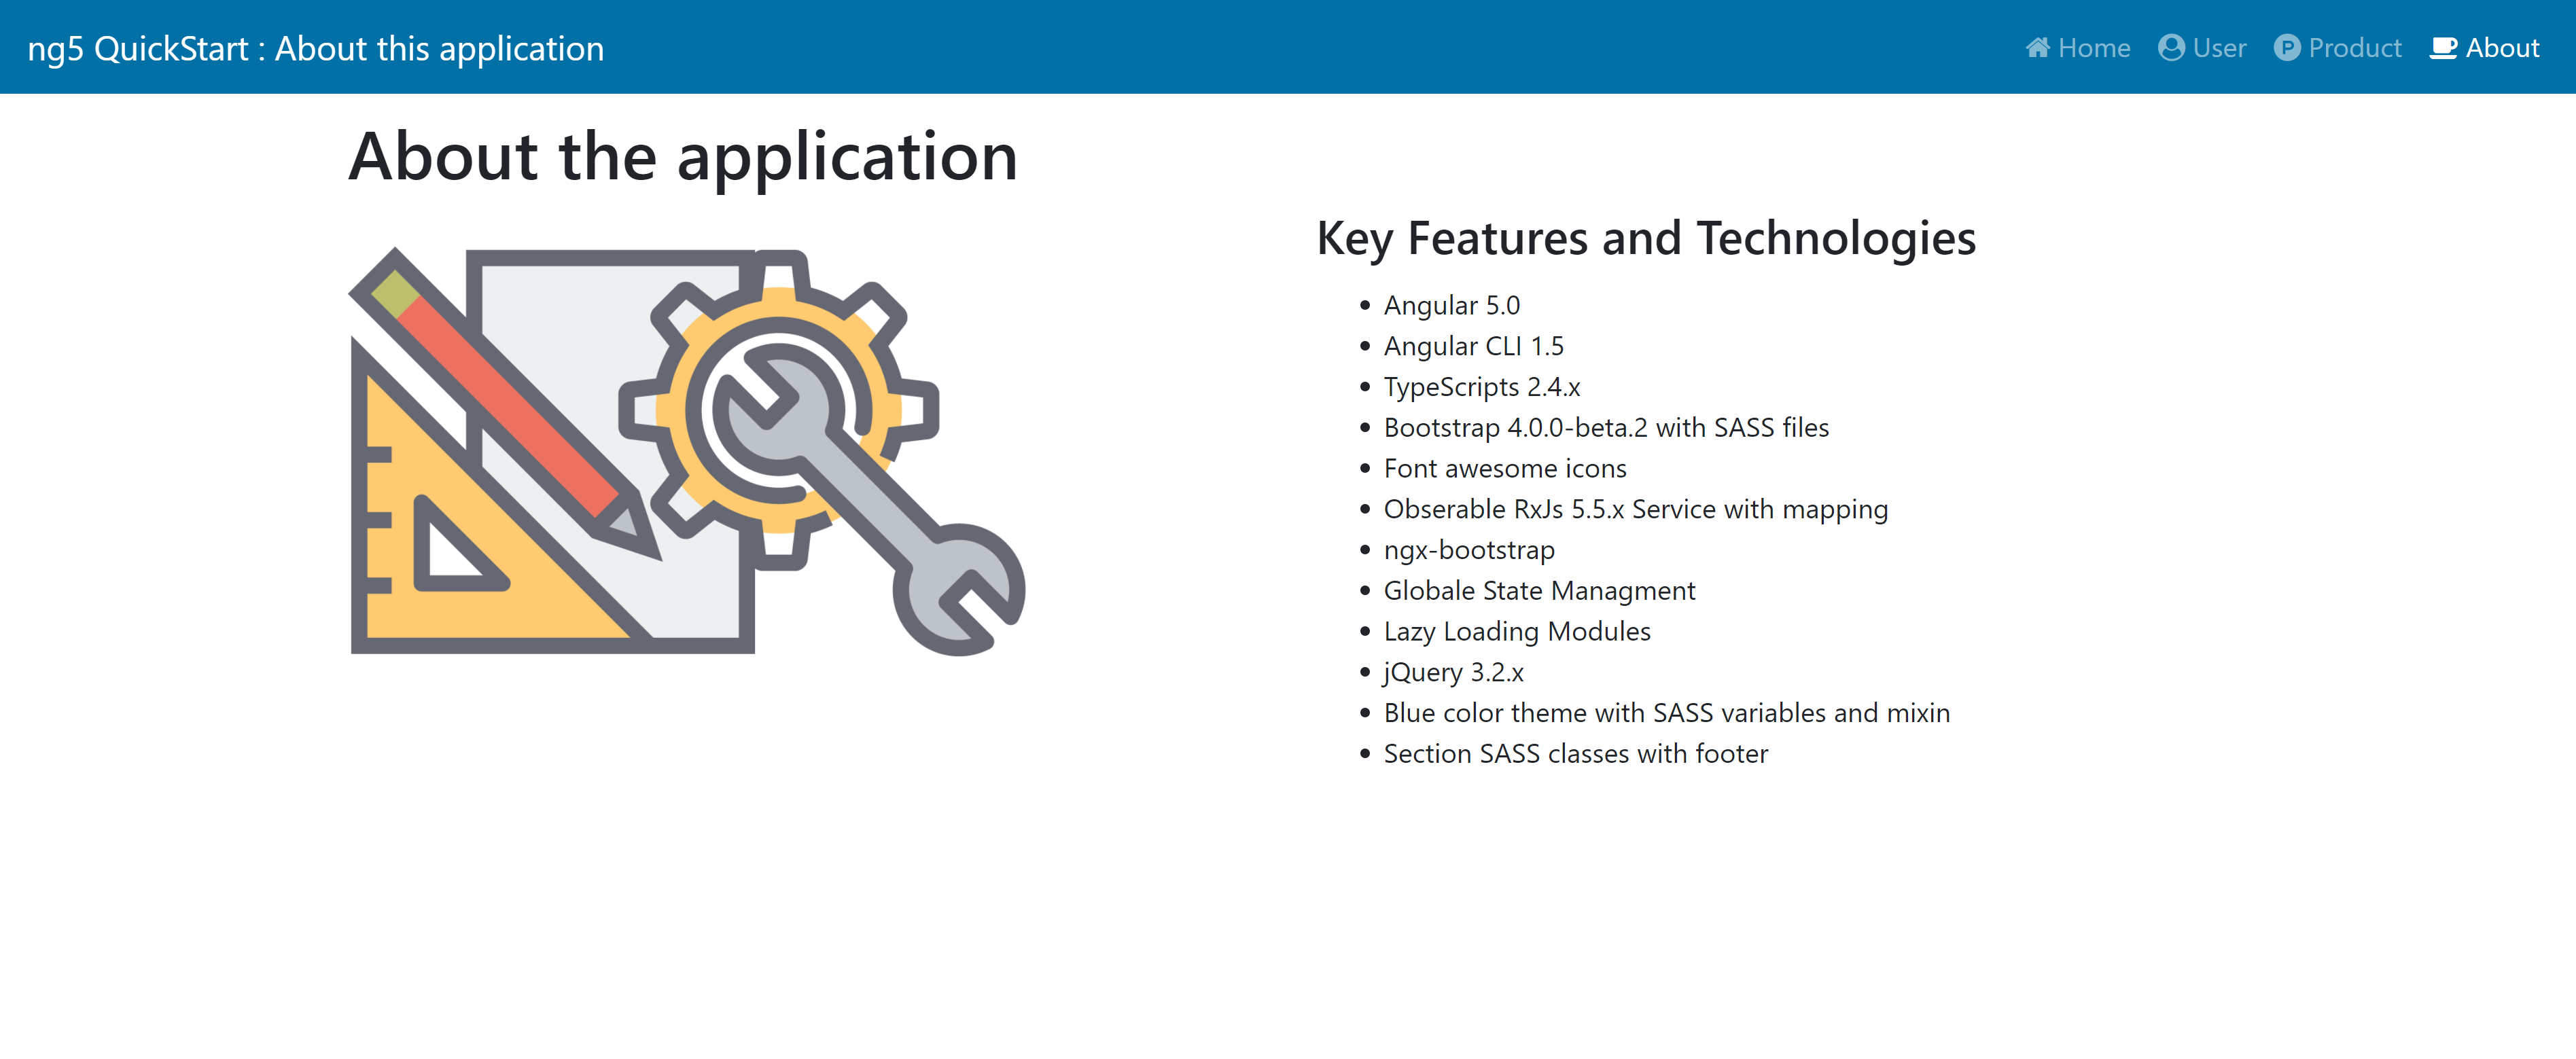 ng5 QuickStart : About this application
Home User Product About
About the application
Key Features and Technologies
Angular 5.0
Angular CLI 1.5
TypeScripts 2.4.x
Bootstrap 4.0.0-beta.2 with SASS files
Font awesome icons
Obserable RxJs 5.5.x Service with mapping
ngx-bootstrap
Globale State Managment
Lazy Loading Modules
jQuery 3.2.x
Blue color theme with SASS variables and mixin
Section SASS classes with footer